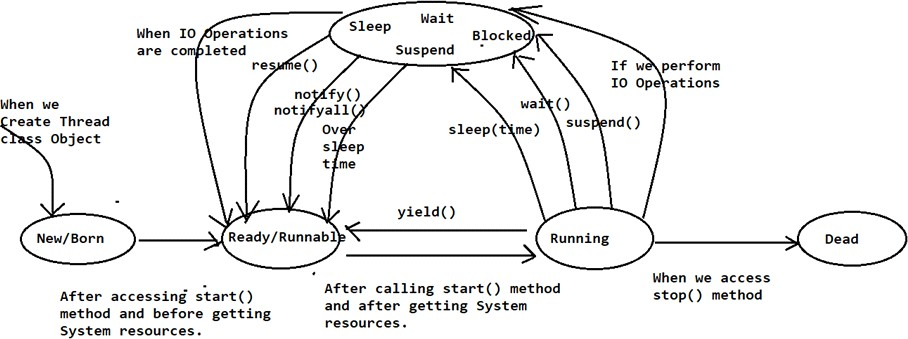 Wait
Sleep
Blocked
Suspend
When IO Operations
are completed
resume()
notify()
notifyall()
Over
sleep
time
sleep(time)
wait()
suspend()
If we perform
IO Operations
When we
Create Thread
class Object
New/Born
Ready/Runnable
yield()
Running
Dead
After accessing start()
method and before getting
System resources.
After calling start() method
and after getting System
resources.
When we access
stop() method